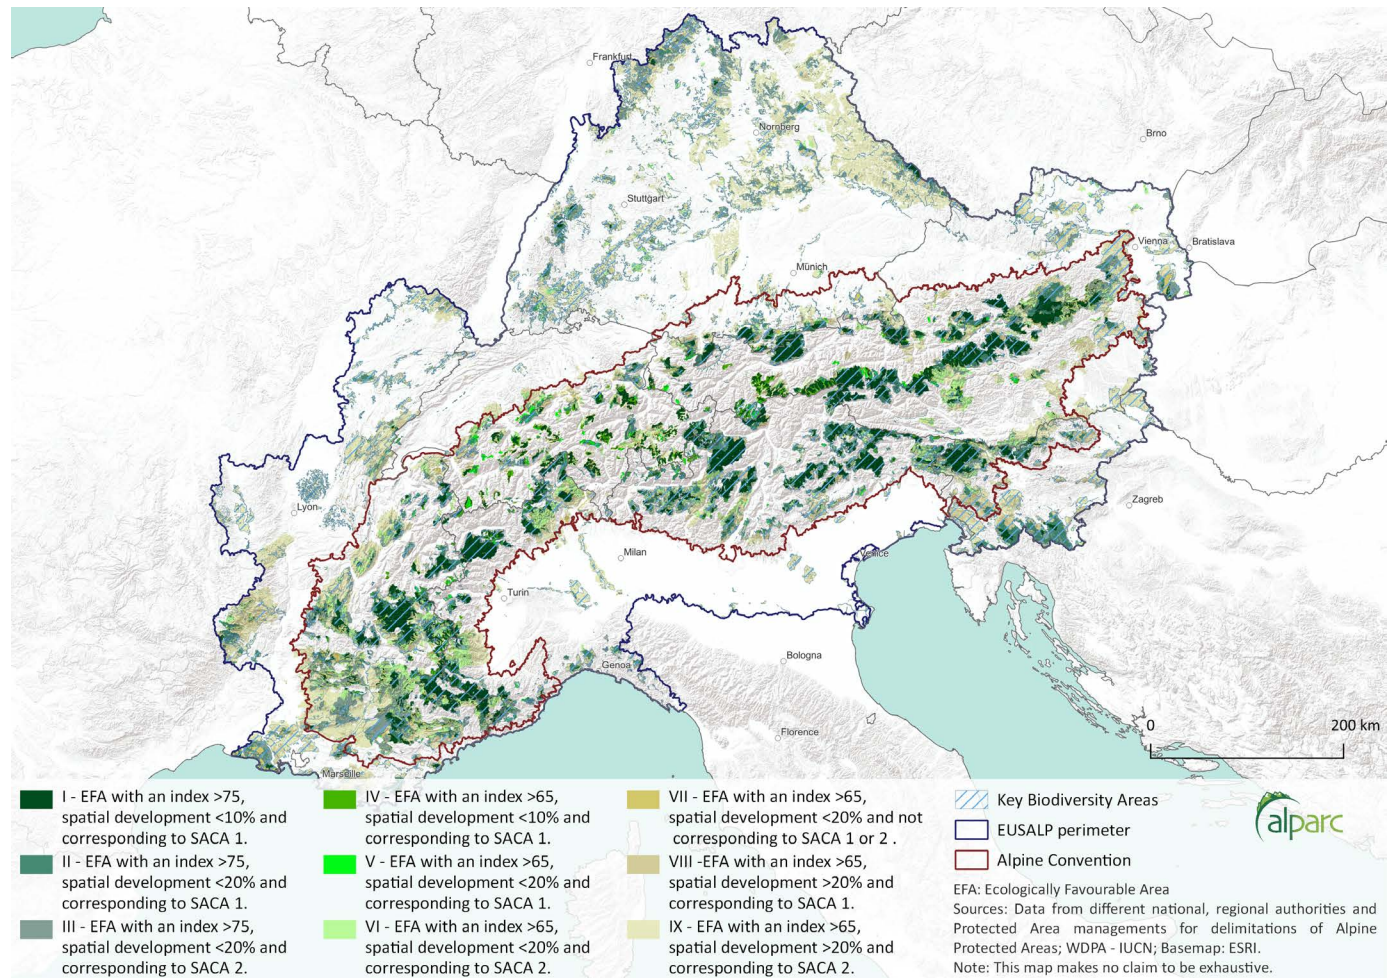 Frankfurt
Nürnberg
Brno
Stuttgart
Vienna
Bratislava
Münich
Lyon
Zagreb
Milan
Venice
Turin
Genoa
Bologna
Florence
Marseille
0 200 km
I - EFA with an index >75,
spatial development <10% and
corresponding to SACA 1.
II - EFA with an index >75,
spatial development <20% and
corresponding to SACA 1.
III - EFA with an index >75,
spatial development <20% and
corresponding to SACA 2.
IV - EFA with an index >65,
spatial development <10% and
corresponding to SACA 1.
V - EFA with an index >65,
spatial development <20% and
corresponding to SACA 1.
VI - EFA with an index >65,
spatial development <20% and
corresponding to SACA 2.
VII - EFA with an index >65,
spatial development <20% and not
corresponding to SACA 1 or 2 .
VIII -EFA with an index >65,
spatial development >20% and
corresponding to SACA 1.
IX - EFA with an index >65,
spatial development >20% and
corresponding to SACA 2.
Key Biodiversity Areas
EUSALP perimeter
Alpine Convention
alparc
EFA: Ecologically Favourable Area
Sources: Data from different national, regional authorities and
Protected Area managements for delimitations of Alpine
Protected Areas; WDPA - IUCN; Basemap: ESRI.
Note: This map makes no claim to be exhaustive.